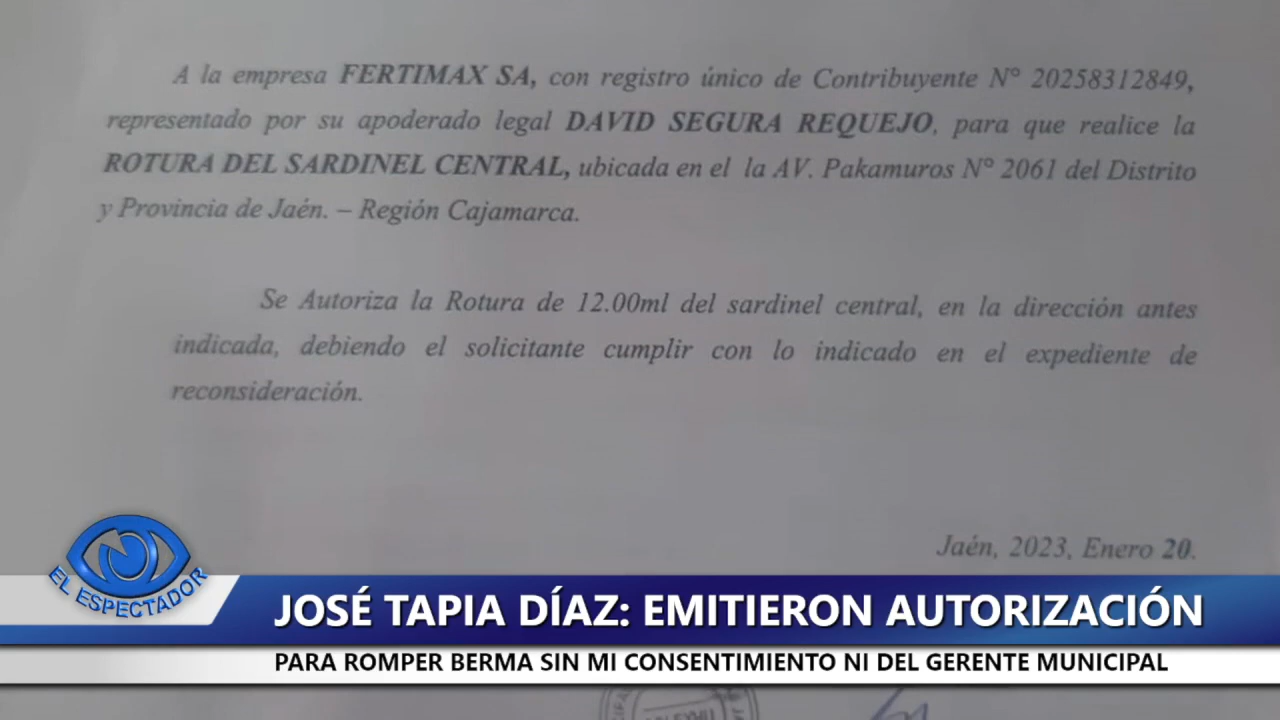 A la empresa FERTIMAX SA, con registro único de Contribuyente N° 20258312849,
representado por su apoderado legal DAVID SEGURA REQUEJO, para que realice la
ROTURA DEL SARDINEL CENTRAL, ubicada en el la AV. Pakamuros N° 2061 del Distrito
y Provincia de Jaén. – Región Cajamarca.
Se Autoriza la Rotura de 12.00ml del sardinel central, en la dirección antes
indicada, debiendo el solicitante cumplir con lo indicado en el expediente de
reconsideración.
Jaén, 2023, Enero 20.
EL ESPECTADOR
JOSÉ TAPIA DÍAZ: EMITIERON AUTORIZACIÓN
PARA ROMPER BERMA SIN MI CONSENTIMIENTO NI DEL GERENTE MUNICIPAL